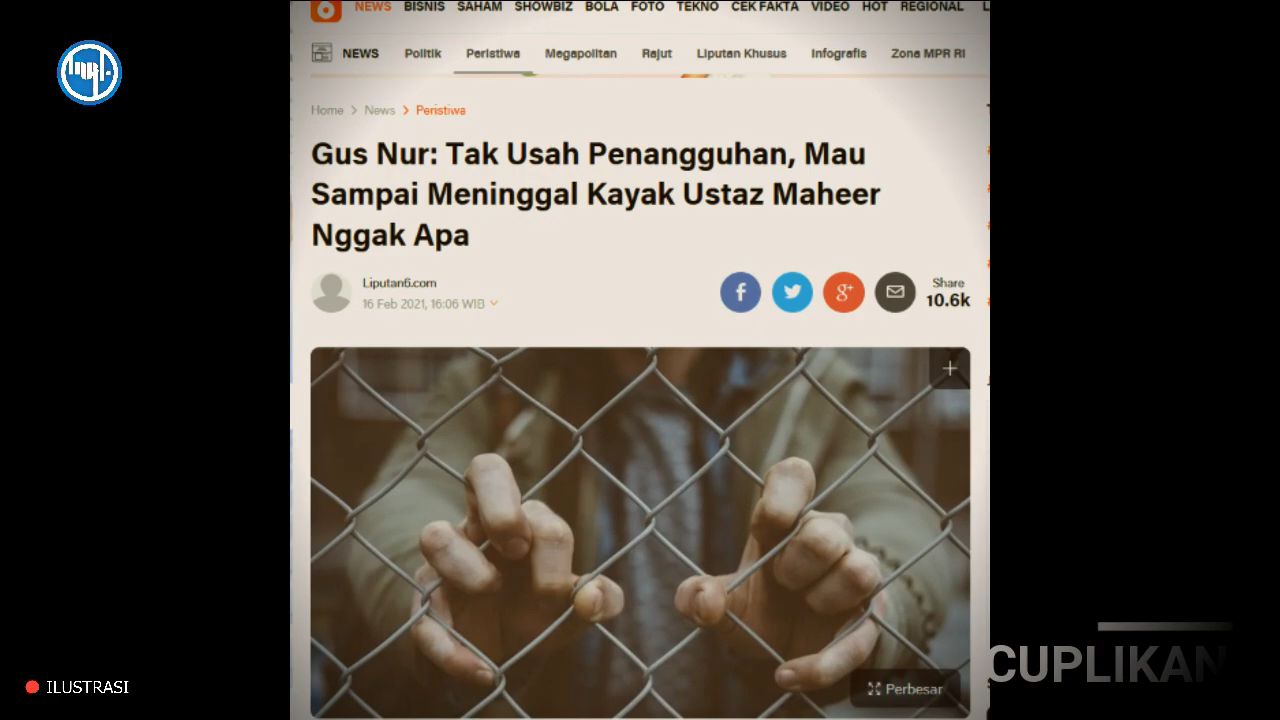 NEWS BISNIS SAHAM SHOWBIZ BOLA FOTO TEKNO CEK FAKTA VIDEO HOT REGIONAL
NEWS Politik Peristiwa Megapolitan Rajut Liputan Khusus Infografis Zona MPR RI
Home > News > Peristiwa
Gus Nur: Tak Usah Penangguhan, Mau
Sampai Meninggal Kayak Ustaz Maheer
Nggak Apa
Liputan6.com
16 Feb 2021, 16:06 WIB
Share
10.6k
Perbesar
CUPLIKAN
ILUSTRASI